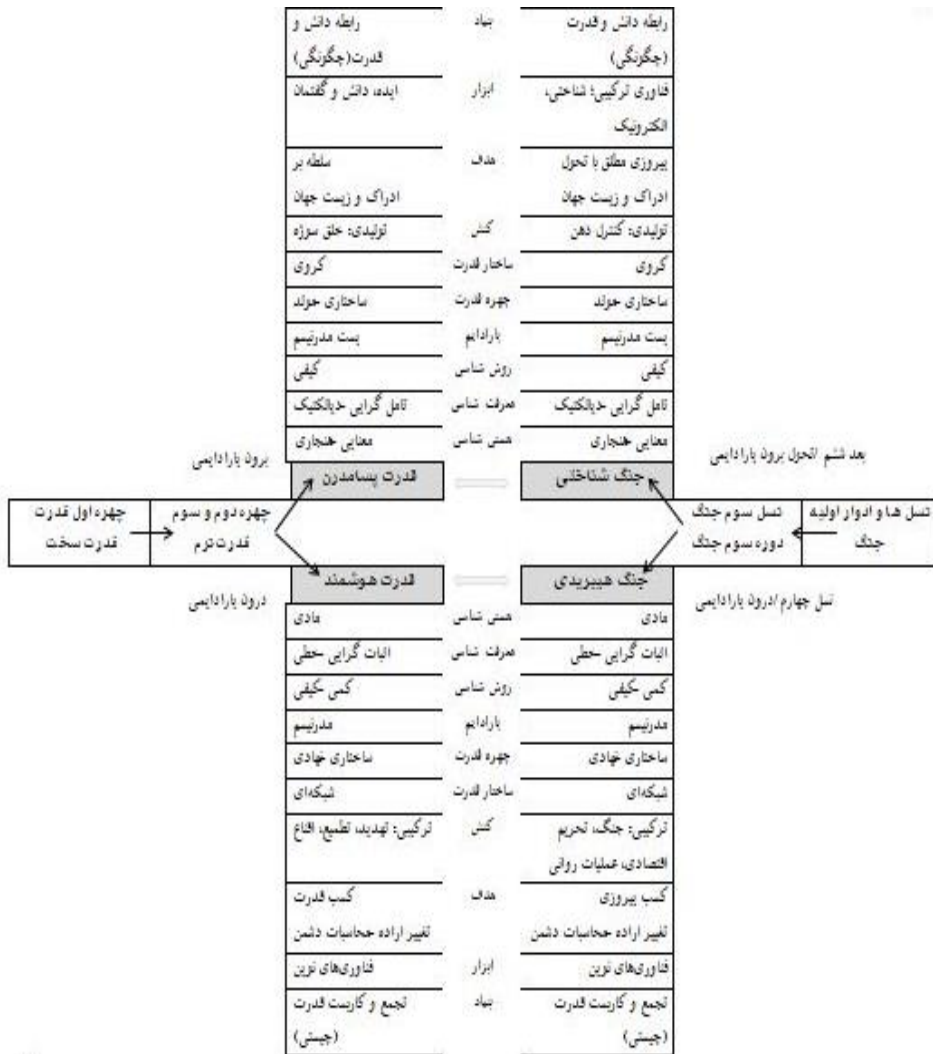 رابطه دانش و قدرت بنیاد رابطه دانش و
(چگونگی) قدرت(چگونگی)
فناوری ترکیبی؛ شناختی، ابزار ایده، دانش و گفتمان
الکترونیک
پیروزی مطلق با تحول هدف سلطه بر
ادراک و زیست جهان ادراک و زیست جهان
تولیدی: کنترل ذهن کنش تولیدی: خلق سوژه
کروی ساختار قدرت کروی
ساختاری مولد چهره قدرت ساختاری مولد
پست مدرنیسم پارادایم پست مدرنیسم
کیفی روش شناسی کیفی
تامل گرایی -دیالکتیک معرفت شناسی تامل گرایی -دیالکتیک
معنایی هنجاری هستی شناسی معنایی هنجاری
بعد ششم /تحول برون پارادایمی برون پارادایمی
جنگ شناختی قدرت پسامدرن
نسل ها و ادوار اولیه نسل سوم جنگ چهره دوم و سوم چهره اول قدرت
جنگ دوره سوم جنگ قدرت نرم قدرت سخت
جنگ هیبریدی قدرت هوشمند
نسل چهارم /درون پارادایمی درون پارادایمی
مادی هستی شناسی مادی
اثبات گرایی -خطی معرفت شناسی اثبات گرایی -خطی
کمی -کیفی روش شناسی کمی -کیفی
مدرنیسم پارادایم مدرنیسم
ساختاری نهادی چهره قدرت ساختاری نهادی
شبکه‌ای ساختار قدرت شبکه‌ای
ترکیبی: جنگ، تحریم کنش ترکیبی: تهدید، تطمیع، اقناع
اقتصادی، عملیات روانی
کسب پیروزی هدف کسب قدرت
تغییر اراده محاسبات دشمن تغییر اراده محاسبات دشمن
فناوری‌های نوین ابزار فناوری‌های نوین
تجمع و کاربست قدرت بنیاد تجمع و کاربست قدرت
(چیستی) (چیستی)